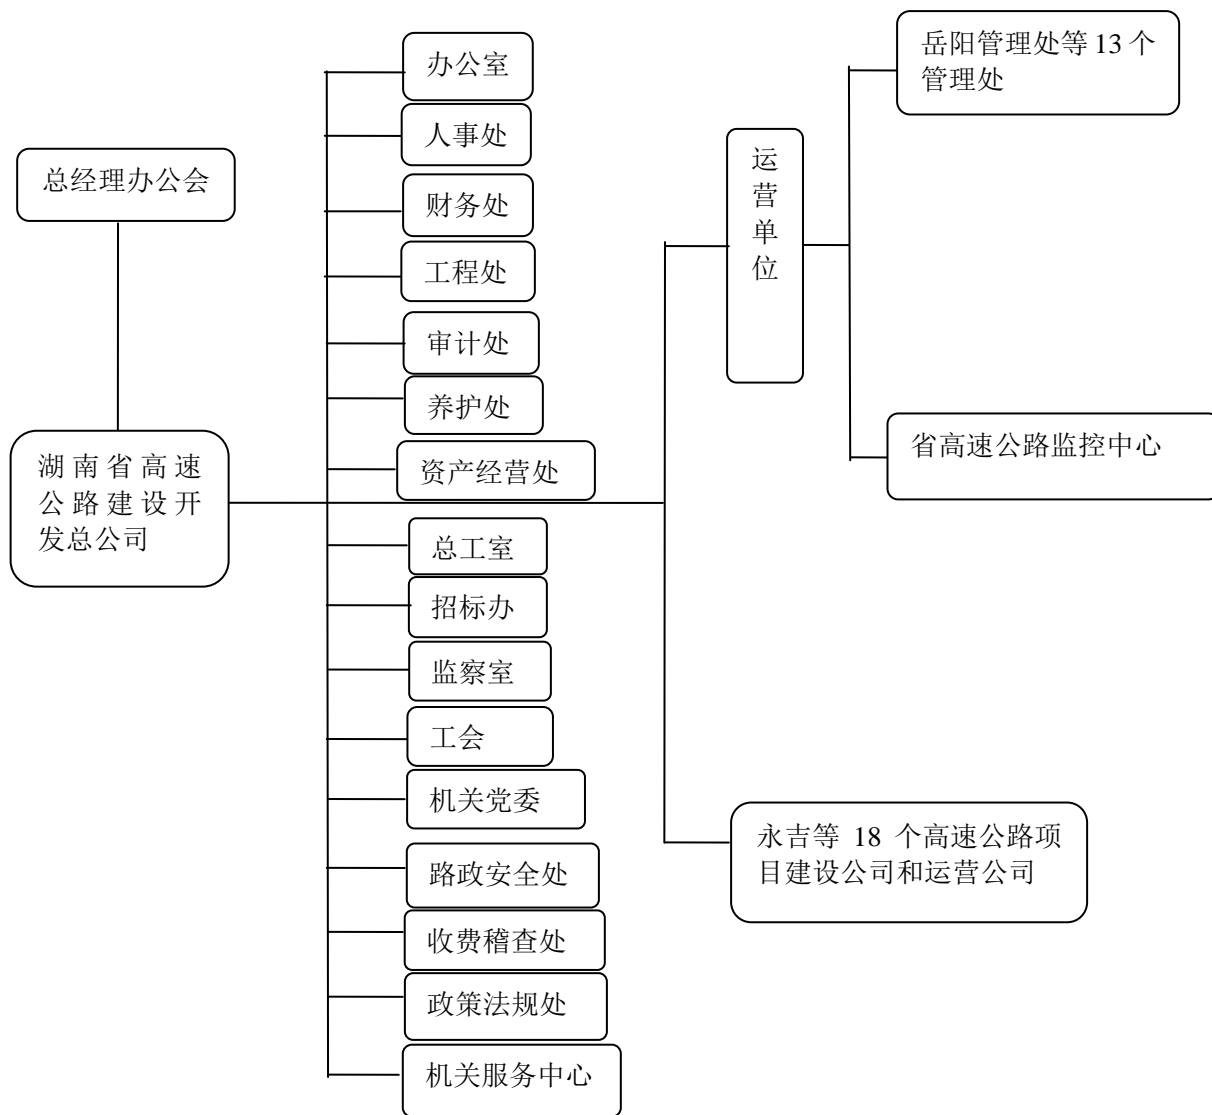 总经理办公会
湖南省高速
公路建设开
发总公司
办公室
人事处
财务处
工程处
审计处
养护处
资产经营处
总工室
招标办
监察室
工会
机关党委
路政安全处
收费稽查处
政策法规处
机关服务中心
运
营
单
位
岳阳管理处等 13 个
管理处
省高速公路监控中心
永吉等 18 个高速公路项
目建设公司和运营公司